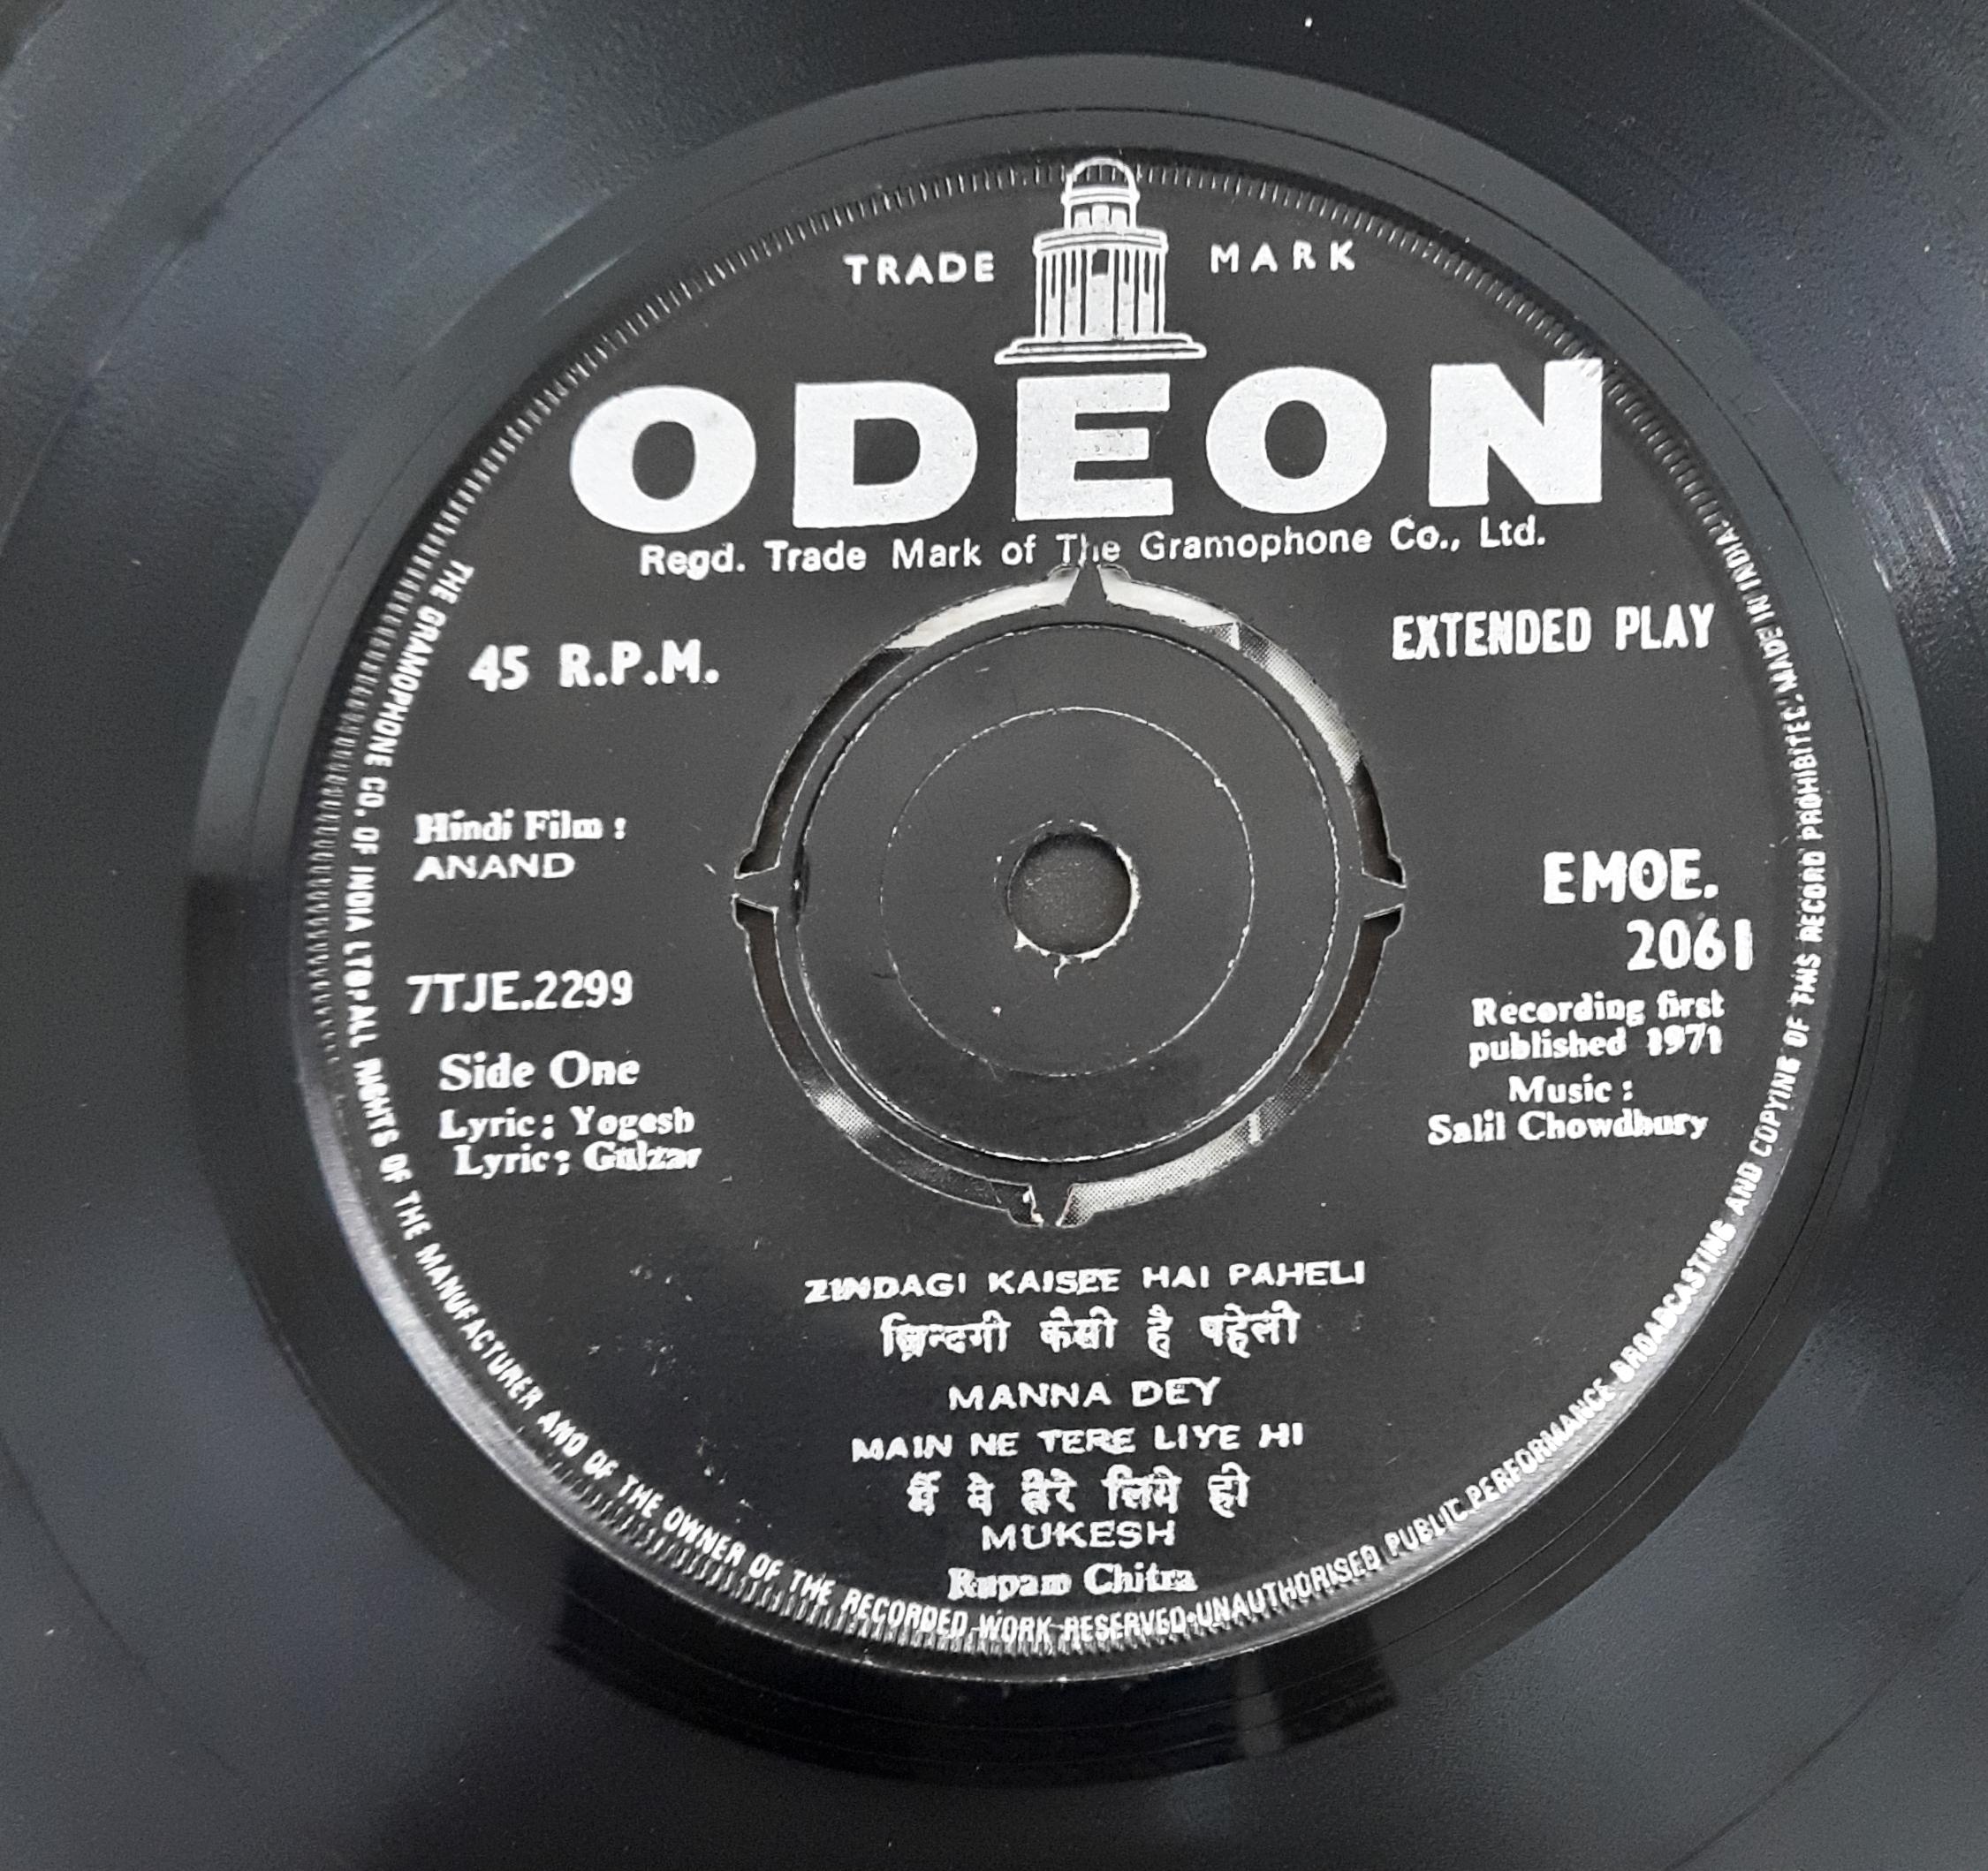 TRADE MARK
ODEON
Regd. Trade Mark of The Gramophone Co., Ltd.
45 R.P.M.
EXTENDED PLAY
Hindi Film :
ANAND
7TJE.2299
Side One
Lyric: Yogesh
Lyric: Gulzar
EMOE.
2061
Recording first
published 1971
Music :
Salil Chowdhury
ZINDAGI KAISEE HAI PAHELI
ज़िन्दगी कैसी है पहेली
MANNA DEY
MAIN NE TERE LIYE HI
मैं ने तेरे लिये ही
MUKESH
Rupam Chitra
THE GRAMOPHONE CO. OF INDIA LTD. ALL RIGHTS OF THE MANUFACTURER AND OF THE OWNER OF THE RECORDED WORK RESERVED. UNAUTHORISED PUBLIC PERFORMANCE BROADCASTING AND COPYING OF THIS RECORD PROHIBITED. MADE IN INDIA.